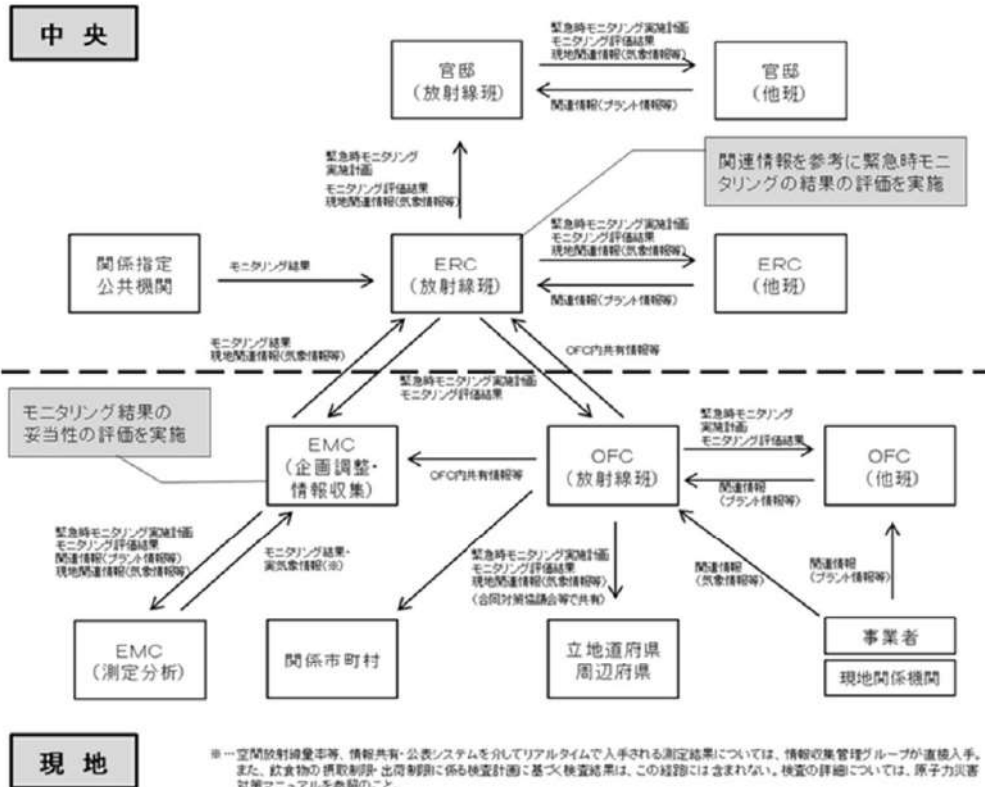 中 央
緊急時モニタリング実施計画
モニタリング評価結果
現地関連情報(気象情報等)
官邸
(放射線班)
官邸
(他班)
関連情報(プラント情報等)
緊急時モニタリング
実施計画
モニタリング評価結果
現地関連情報(気象情報等)
関連情報を参考に緊急時モニ
タリングの結果の評価を実施
緊急時モニタリング実施計画
モニタリング評価結果
現地関連情報(気象情報等)
関係指定
公共機関
モニタリング結果
ERC
(放射線班)
ERC
(他班)
関連情報(プラント情報等)
モニタリング結果
現地関連情報(気象情報等)
OFC内共有情報等
緊急時モニタリング実施計画
モニタリング評価結果
モニタリング結果の
妥当性の評価を実施
緊急時モニタリング
実施計画
モニタリング評価結果
EMC
(企画調整・
情報収集)
OFC内共有情報等
OFC
(放射線班)
OFC
(他班)
関連情報
(プラント情報等)
緊急時モニタリング実施計画
モニタリング評価結果
関連情報(プラント情報等)
現地関連情報(気象情報等)
モニタリング結果・
実気象情報(※)
緊急時モニタリング実施計画
モニタリング評価結果
現地関連情報(気象情報等)
(合同対策協議会等で共有)
関連情報
(気象情報等)
関連情報
(プラント情報等)
EMC
(測定分析)
関係市町村
立地道府県
周辺府県
事業者
現地関係機関
現 地
※…空間放射線量率等、情報共有・公表システムを介してリアルタイムで入手される測定結果については、情報収集管理グループが直接入手。
また、飲食物の摂取制限・出荷制限に係る検査計画に基づく検査結果は、この経路には含まれない。検査の詳細については、原子力災害
対策マニュアルを参照のこと